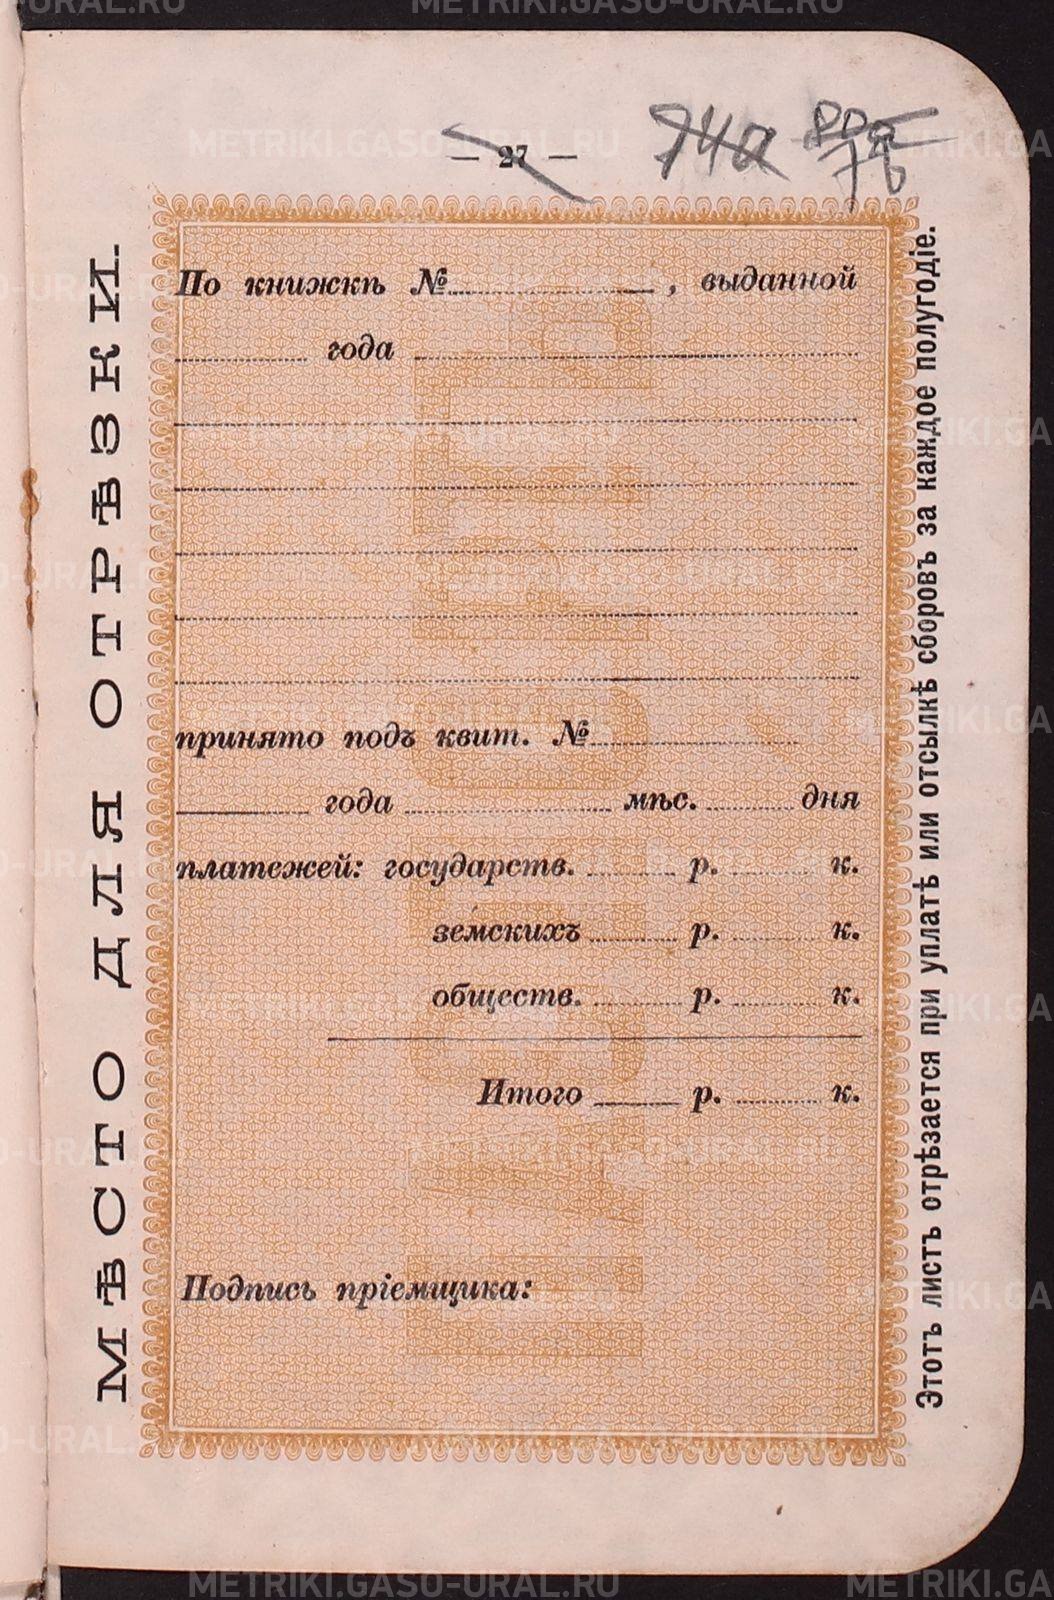 — 27 —
По книжкѣ № , выданной
года
принято подъ квит. №
года мѣс. дня
платежей: государств. р. к.
земскихъ р. к.
обществ. р. к.
Итого р. к.
Подпись пріемщика:
МѢСТО ДЛЯ ОТРѢЗКИ.
Этотъ листъ отрѣзается при уплатѣ или отсылкѣ сборовъ за каждое полугодіе.
METRIKI.GASO-URAL.RU